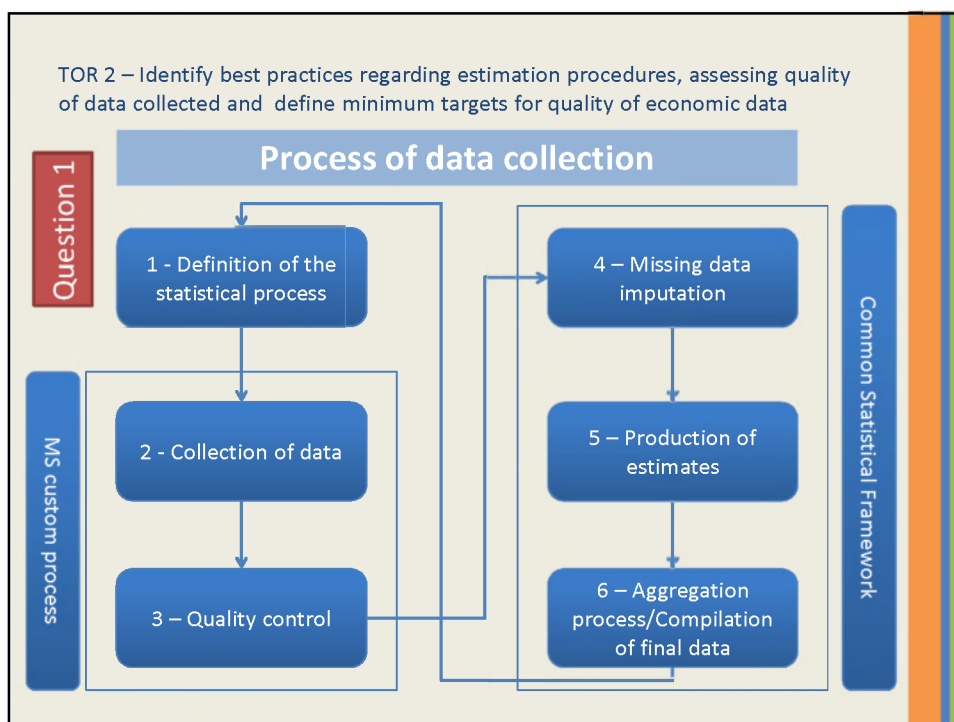 TOR 2 – Identify best practices regarding estimation procedures, assessing quality
of data collected and define minimum targets for quality of economic data
Process of data collection
Question 1
1 - Definition of the
statistical process
MS custom process
2 - Collection of data
3 – Quality control
4 – Missing data
imputation
5 – Production of
estimates
6 – Aggregation
process/Compilation
of final data
Common Statistical Framework